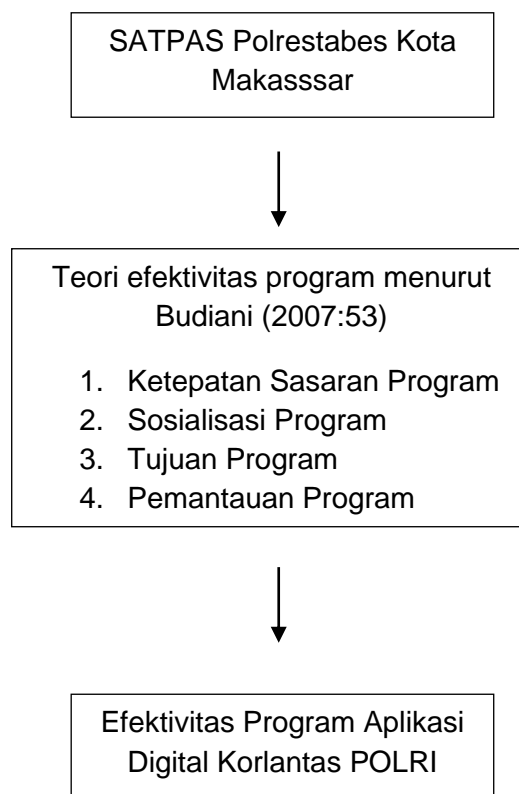 SATPAS Polrestabes Kota
Makasssar
Teori efektivitas program menurut
Budiani (2007:53)
1. Ketepatan Sasaran Program
2. Sosialisasi Program
3. Tujuan Program
4. Pemantauan Program
Efektivitas Program Aplikasi
Digital Korlantas POLRI